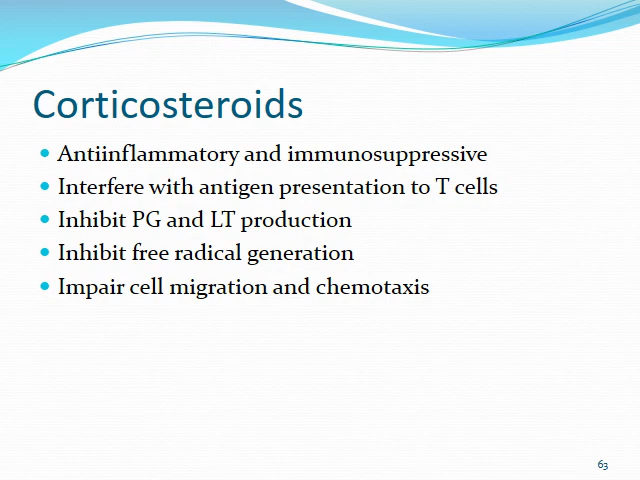 Corticosteroids
• Antiinflammatory and immunosuppressive
• Interfere with antigen presentation to T cells
• Inhibit PG and LT production
• Inhibit free radical generation
• Impair cell migration and chemotaxis
63